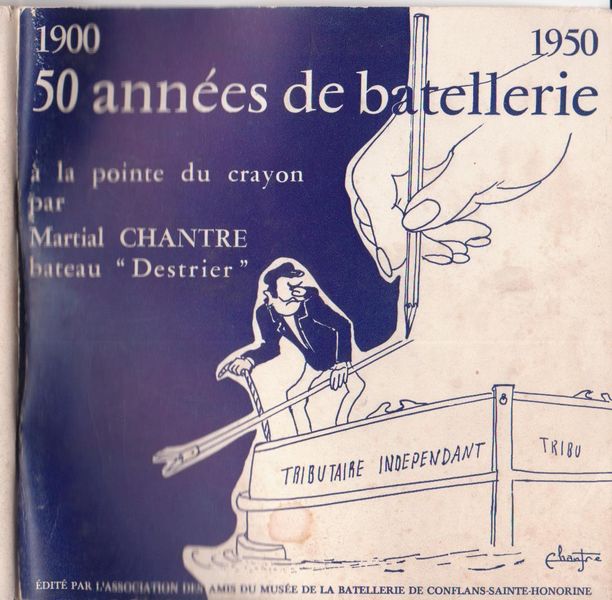 1900 1950
50 années de batellerie
à la pointe du crayon
par
Martial CHANTRE
bateau “Destrier”
TRIBUTAIRE INDEPENDANT
TRIBU
Chantre
ÉDITÉ PAR L'ASSOCIATION DES AMIS DU MUSÉE DE LA BATELLERIE DE CONFLANS-SAINTE-HONORINE